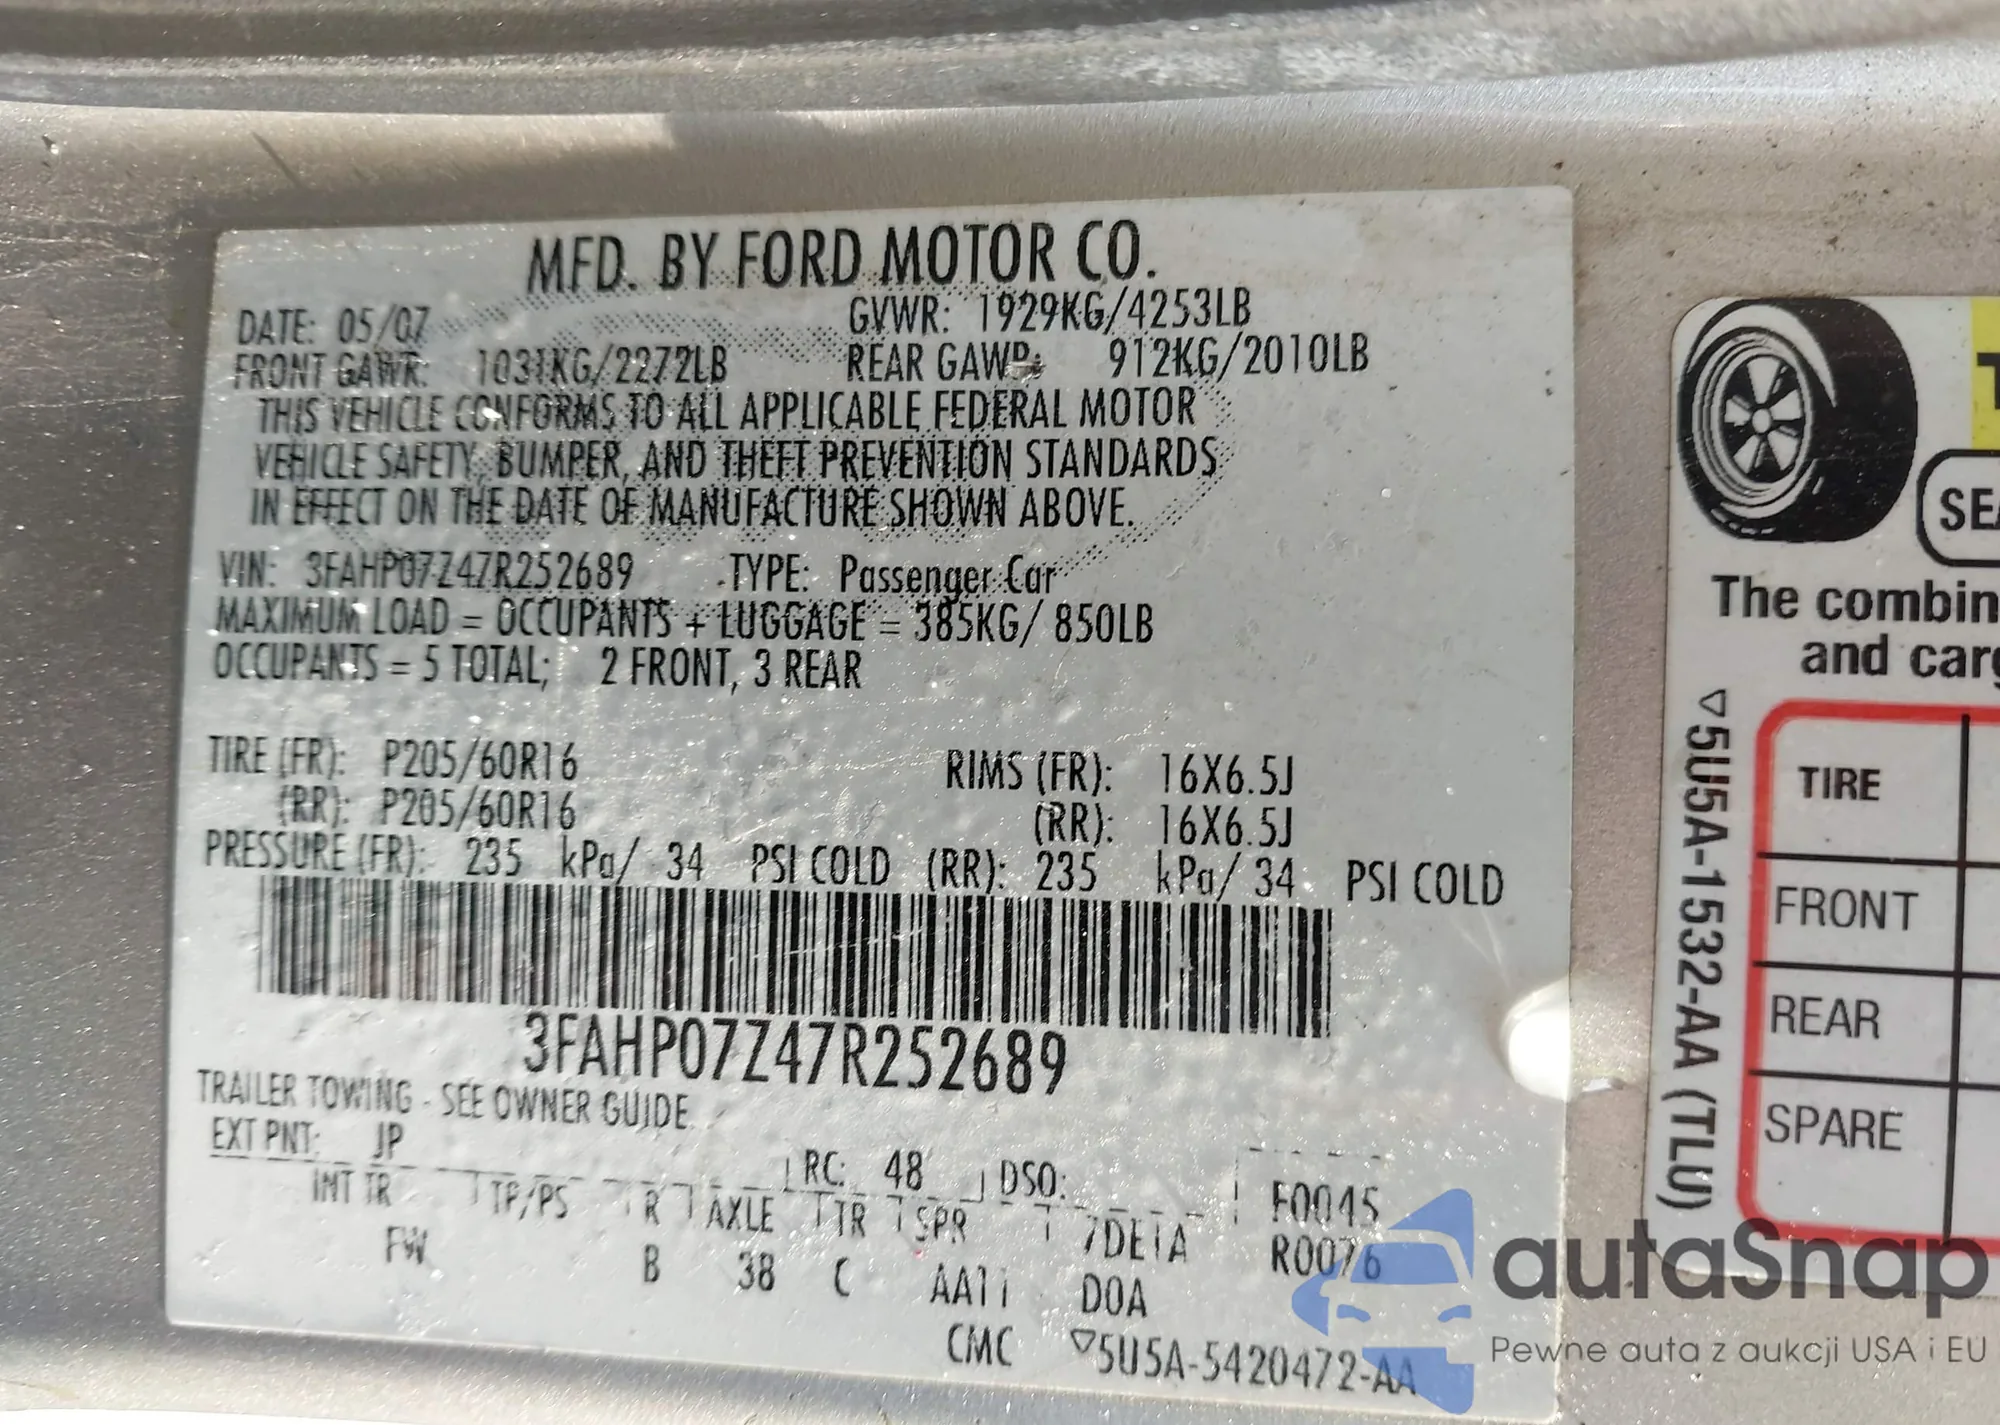 MFD. BY FORD MOTOR CO.
DATE: 05/07 GVWR: 1929KG/4253LB
FRONT GAWR: 1031KG/2272LB REAR GAWR: 912KG/2010LB
THIS VEHICLE CONFORMS TO ALL APPLICABLE FEDERAL MOTOR
VEHICLE SAFETY, BUMPER, AND THEFT PREVENTION STANDARDS
IN EFFECT ON THE DATE OF MANUFACTURE SHOWN ABOVE.
VIN: 3FAHP07Z47R252689 TYPE: Passenger Car
MAXIMUM LOAD = OCCUPANTS + LUGGAGE = 385KG/ 850LB
OCCUPANTS = 5 TOTAL; 2 FRONT, 3 REAR
TIRE (FR): P205/60R16 RIMS (FR): 16X6.5J
(RR): P205/60R16 (RR): 16X6.5J
PRESSURE (FR): 235 kPa/ 34 PSI COLD (RR): 235 kPa/ 34 PSI COLD
3FAHP07Z47R252689
TRAILER TOWING - SEE OWNER GUIDE
EXT PNT: JP RC: 48 DSO: F0045
INT TR TP/PS R AXLE TR SPR R0076
FW B 38 C DOA
CMC ▽5U5A-5420472-AA
The combin
and carg
TIRE
FRONT
REAR
SPARE
▽5U5A-1532-AA (TLU)
autoSnap
Pewne auta z aukcji USA i EU